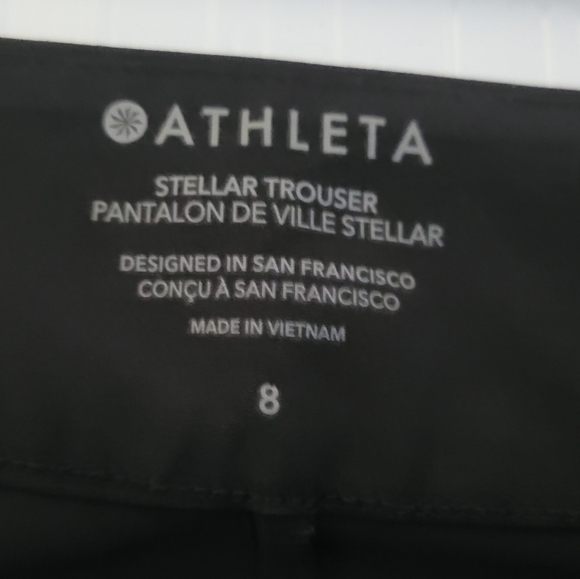 ATHLETA
STELLAR TROUSER
PANTALON DE VILLE STELLAR
DESIGNED IN SAN FRANCISCO
CONÇU À SAN FRANCISCO
MADE IN VIETNAM
8